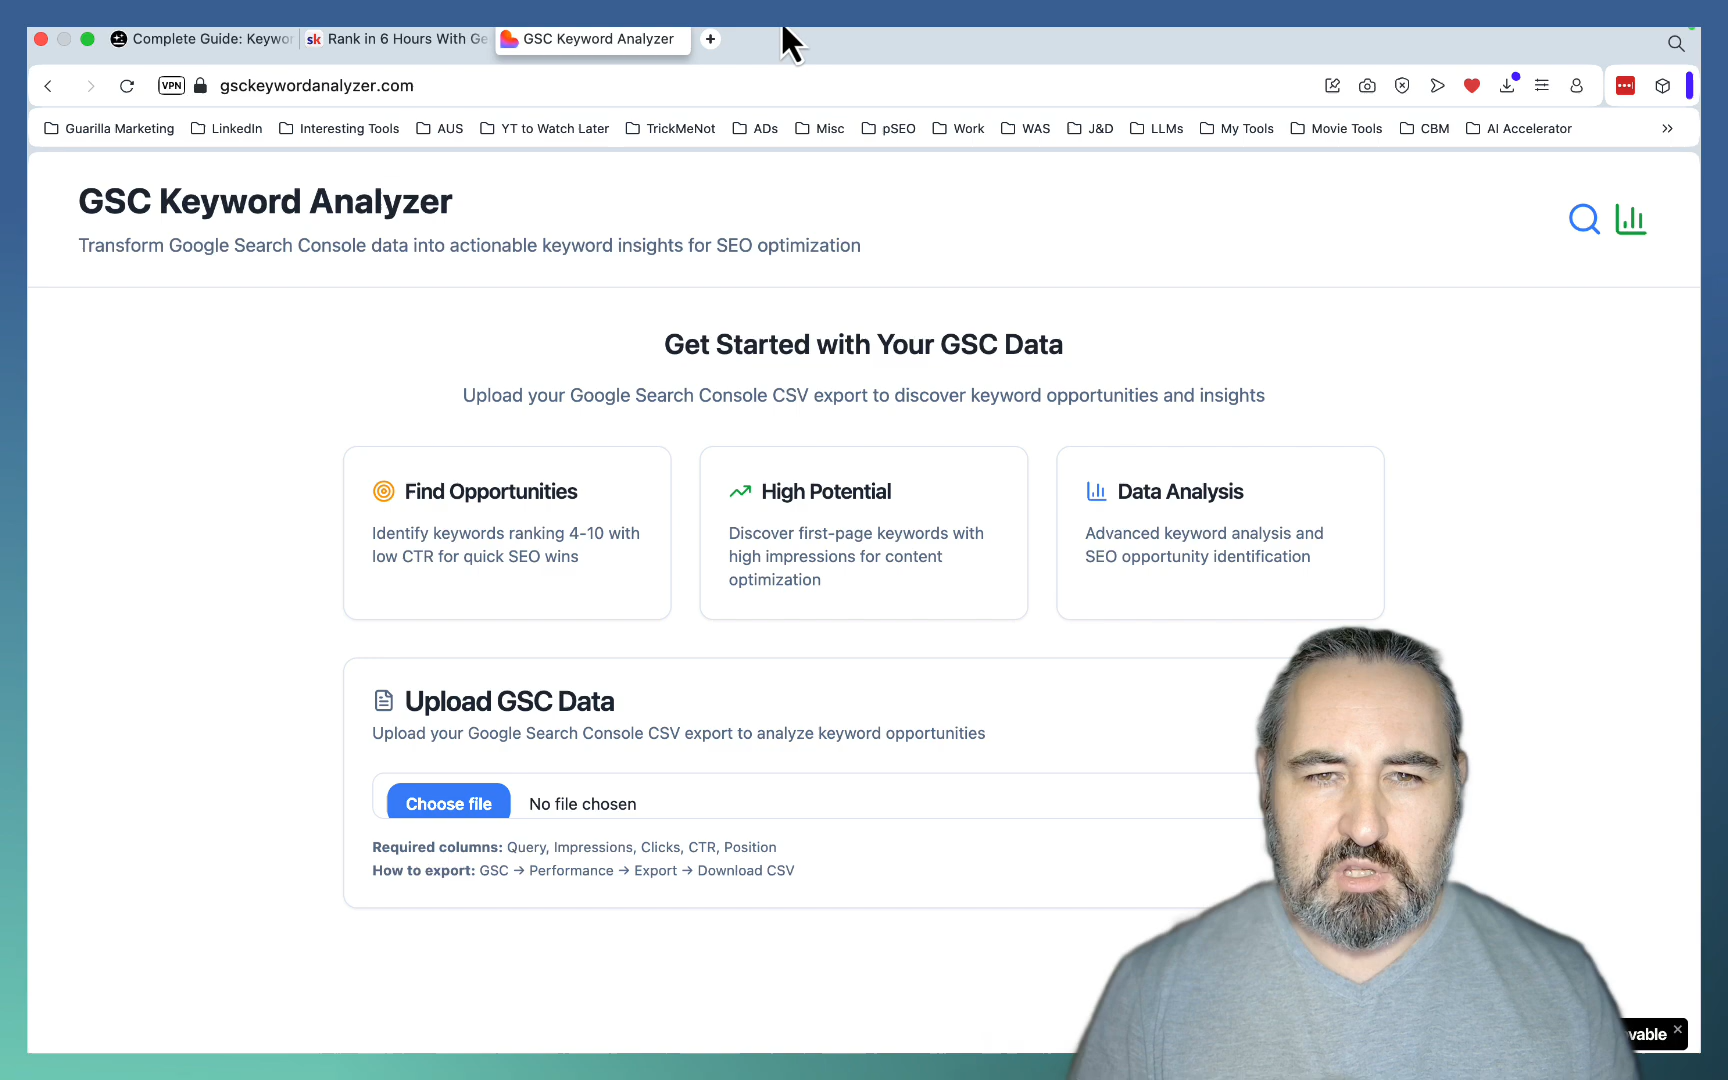 Complete Guide: Keywor
sk Rank in 6 Hours With Ge
GSC Keyword Analyzer
VPN gsckeywordanalyzer.com
Guarilla Marketing LinkedIn Interesting Tools AUS YT to Watch Later TrickMeNot ADs Misc pSEO Work WAS J&D LLMs My Tools Movie Tools CBM AI Accelerator
GSC Keyword Analyzer
Transform Google Search Console data into actionable keyword insights for SEO optimization
Get Started with Your GSC Data
Upload your Google Search Console CSV export to discover keyword opportunities and insights
Find Opportunities
Identify keywords ranking 4-10 with
low CTR for quick SEO wins
High Potential
Discover first-page keywords with
high impressions for content
optimization
Data Analysis
Advanced keyword analysis and
SEO opportunity identification
Upload GSC Data
Upload your Google Search Console CSV export to analyze keyword opportunities
Choose file No file chosen
Required columns: Query, Impressions, Clicks, CTR, Position
How to export: GSC → Performance → Export → Download CSV
vable